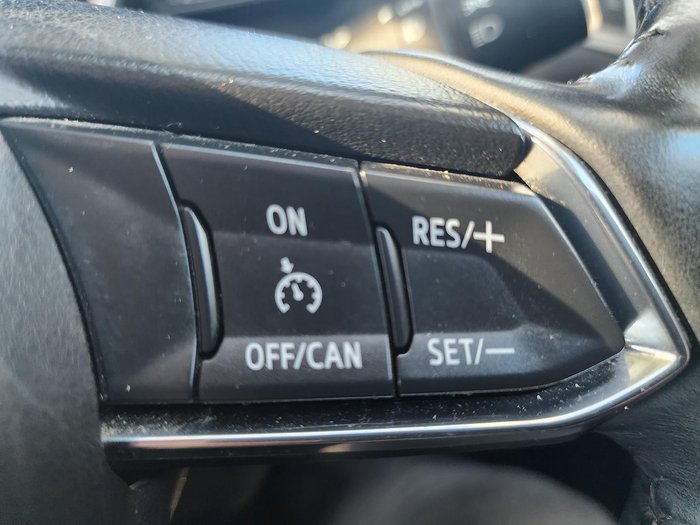 ON
OFF/CAN
RES/+
SET/—